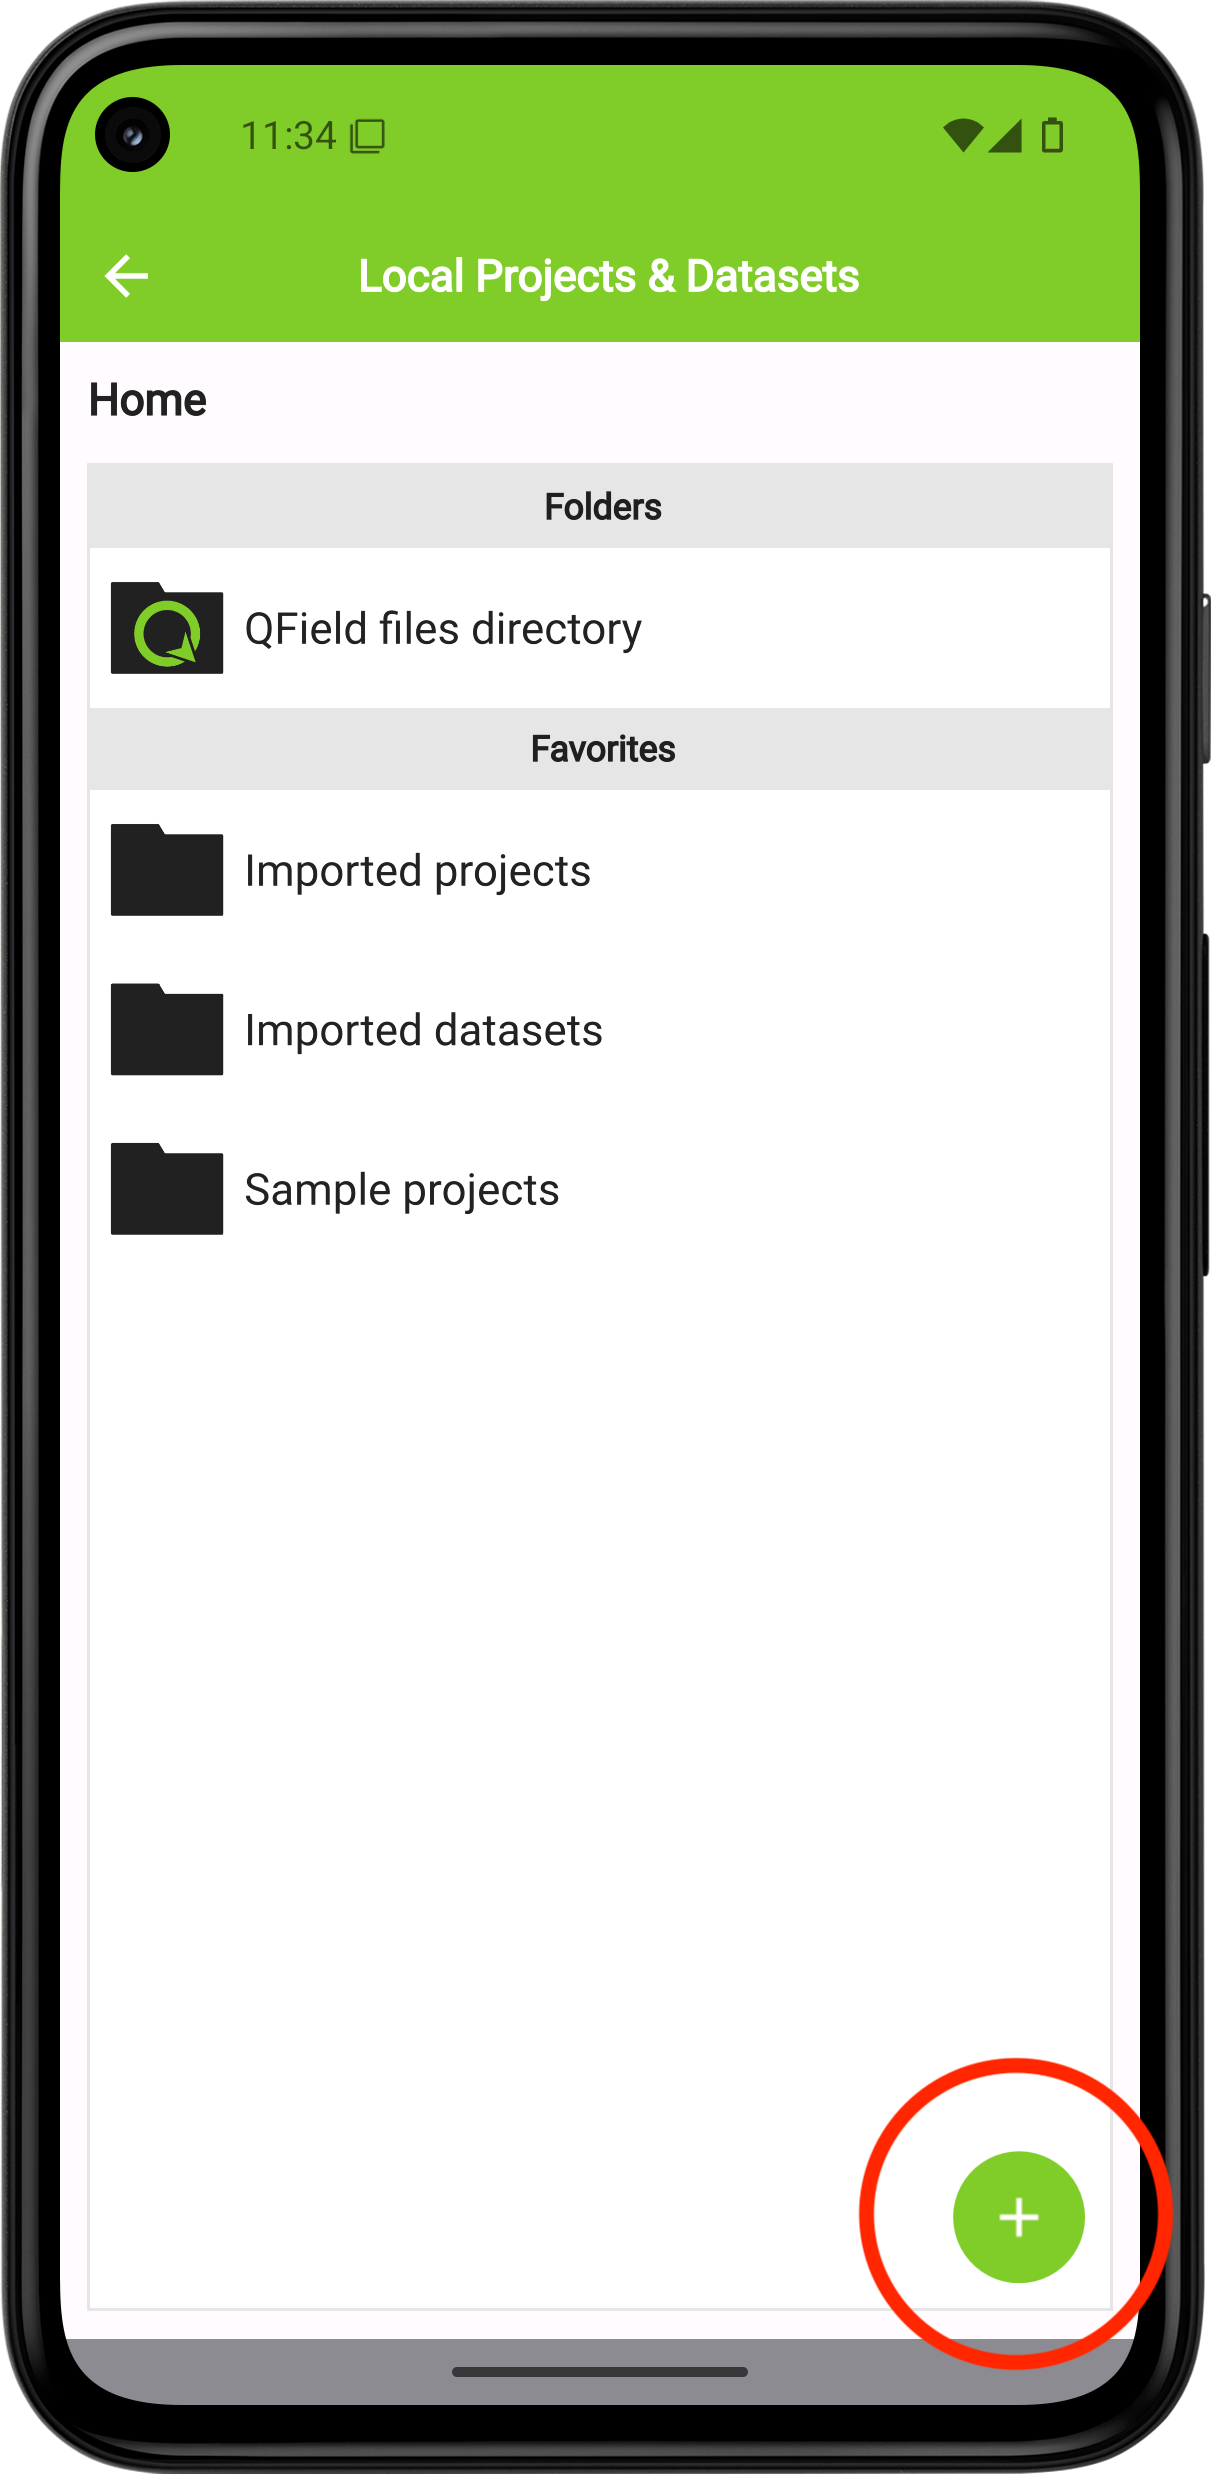 11:34
Local Projects & Datasets
Home
Folders
QField files directory
Favorites
Imported projects
Imported datasets
Sample projects